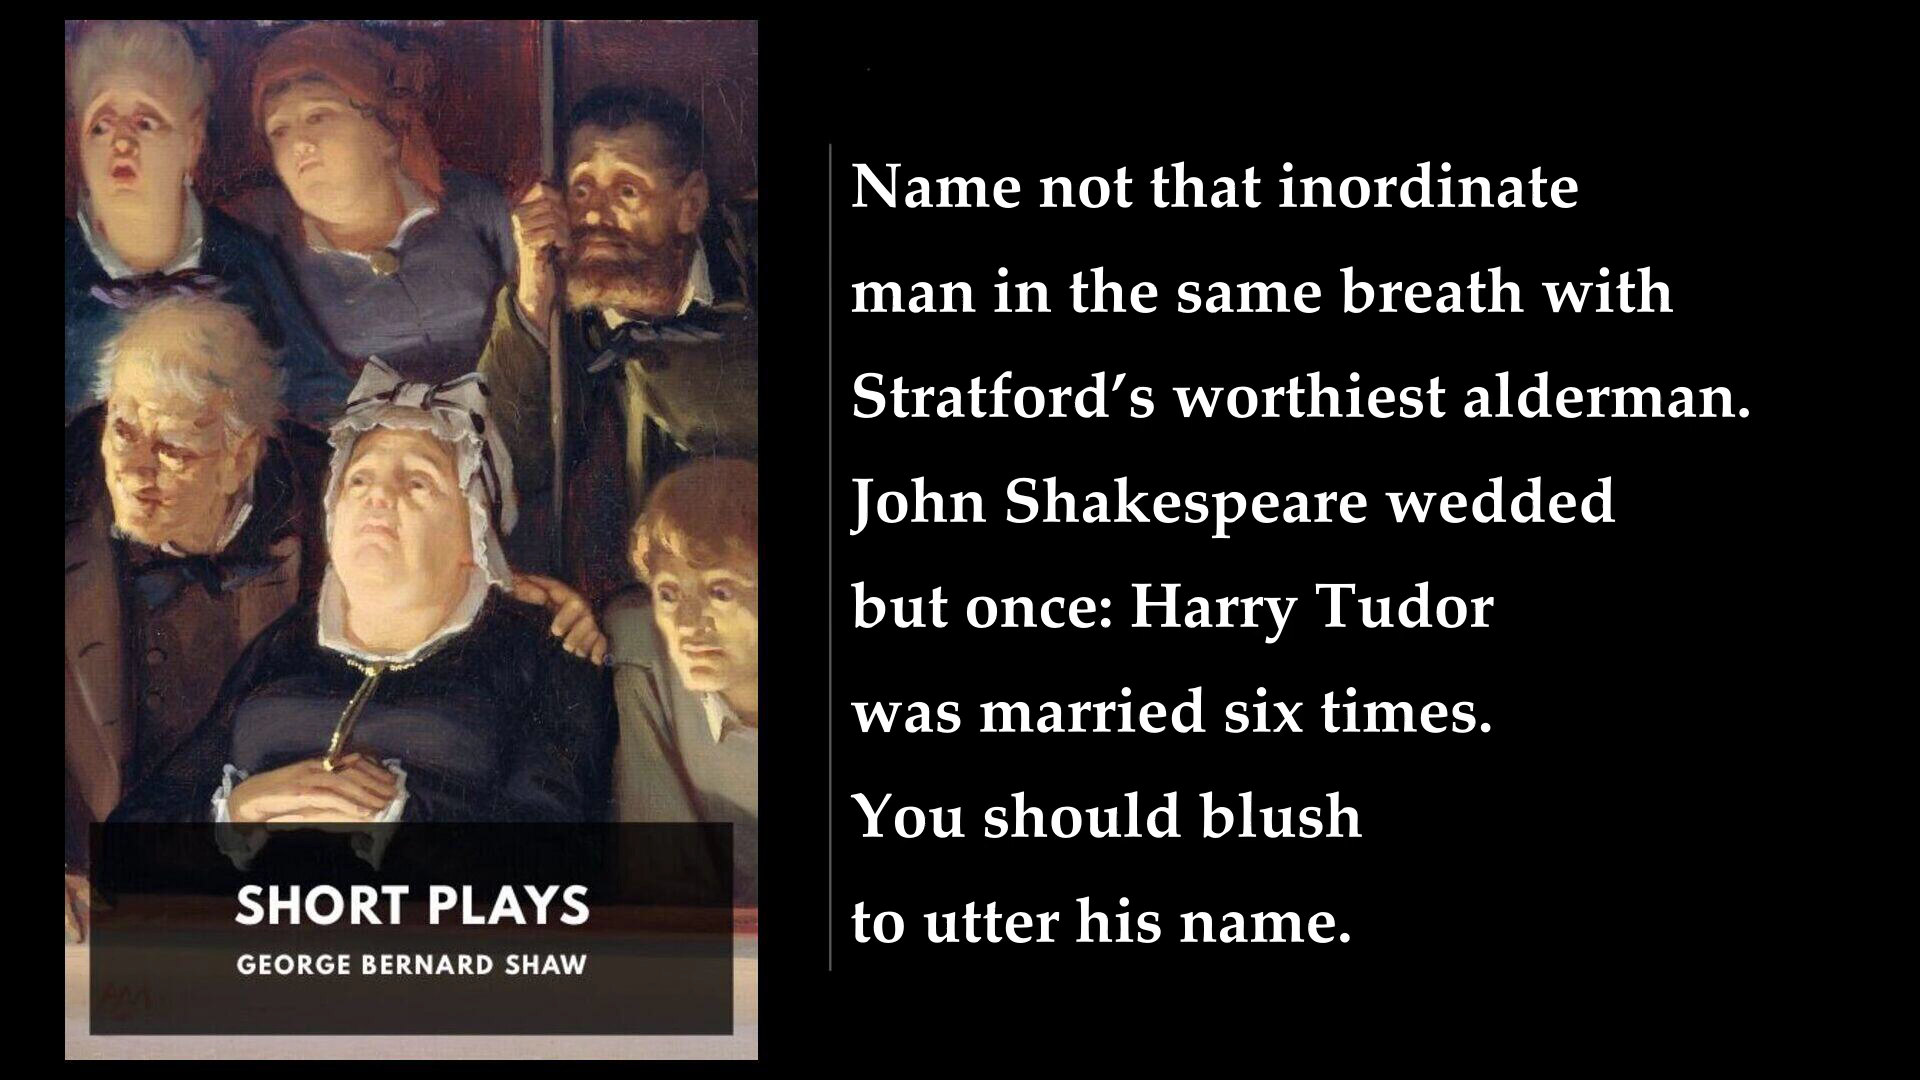 Name not that inordinate
man in the same breath with
Stratford’s worthiest alderman.
John Shakespeare wedded
but once: Harry Tudor
was married six times.
You should blush
to utter his name.
SHORT PLAYS
GEORGE BERNARD SHAW